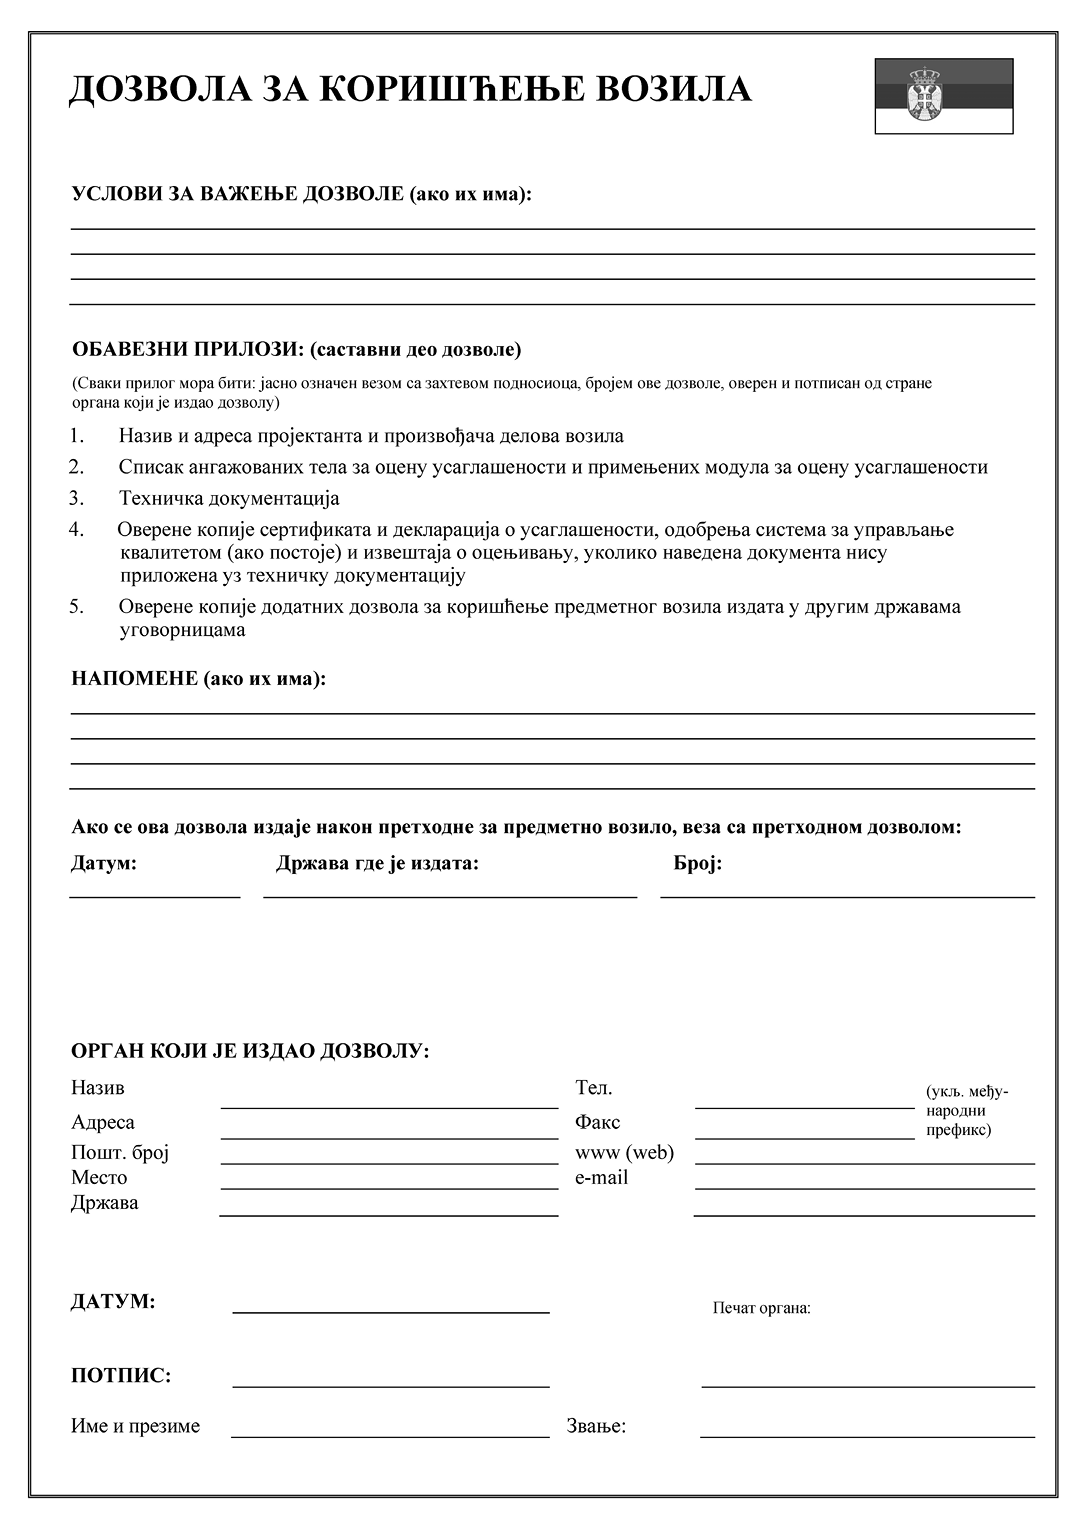 ДОЗВОЛА ЗА КОРИШЋЕЊЕ ВОЗИЛА
УСЛОВИ ЗА ВАЖЕЊЕ ДОЗВОЛЕ (ако их има):
ОБАВЕЗНИ ПРИЛОЗИ: (саставни део дозволе)
(Сваки прилог мора бити: јасно означен везом са захтевом подносиоца, бројем ове дозволе, оверен и потписан од стране
органа који је издао дозволу)
1. Назив и адреса пројектанта и произвођача делова возила
2. Списак ангажованих тела за оцену усаглашености и примењених модула за оцену усаглашености
3. Техничка документација
4. Оверене копије сертификата и декларација о усаглашености, одобрења система за управљање
квалитетом (ако постоје) и извештаја о оцењивању, уколико наведена документа нису
приложена уз техничку документацију
5. Оверене копије додатних дозвола за коришћење предметног возила издата у другим државама
уговорницама
НАПОМЕНЕ (ако их има):
Ако се ова дозвола издаје након претходне за предметно возило, веза са претходном дозволом:
Датум: Држава где је издата: Број:
ОРГАН КОЈИ ЈЕ ИЗДАО ДОЗВОЛУ:
Назив Тел. (укљ. међу-
народни
Адреса Факс префикс)
Пошт. број www (web)
Место e-mail
Држава
ДАТУМ: Печат органа:
ПОТПИС:
Име и презиме Звање: